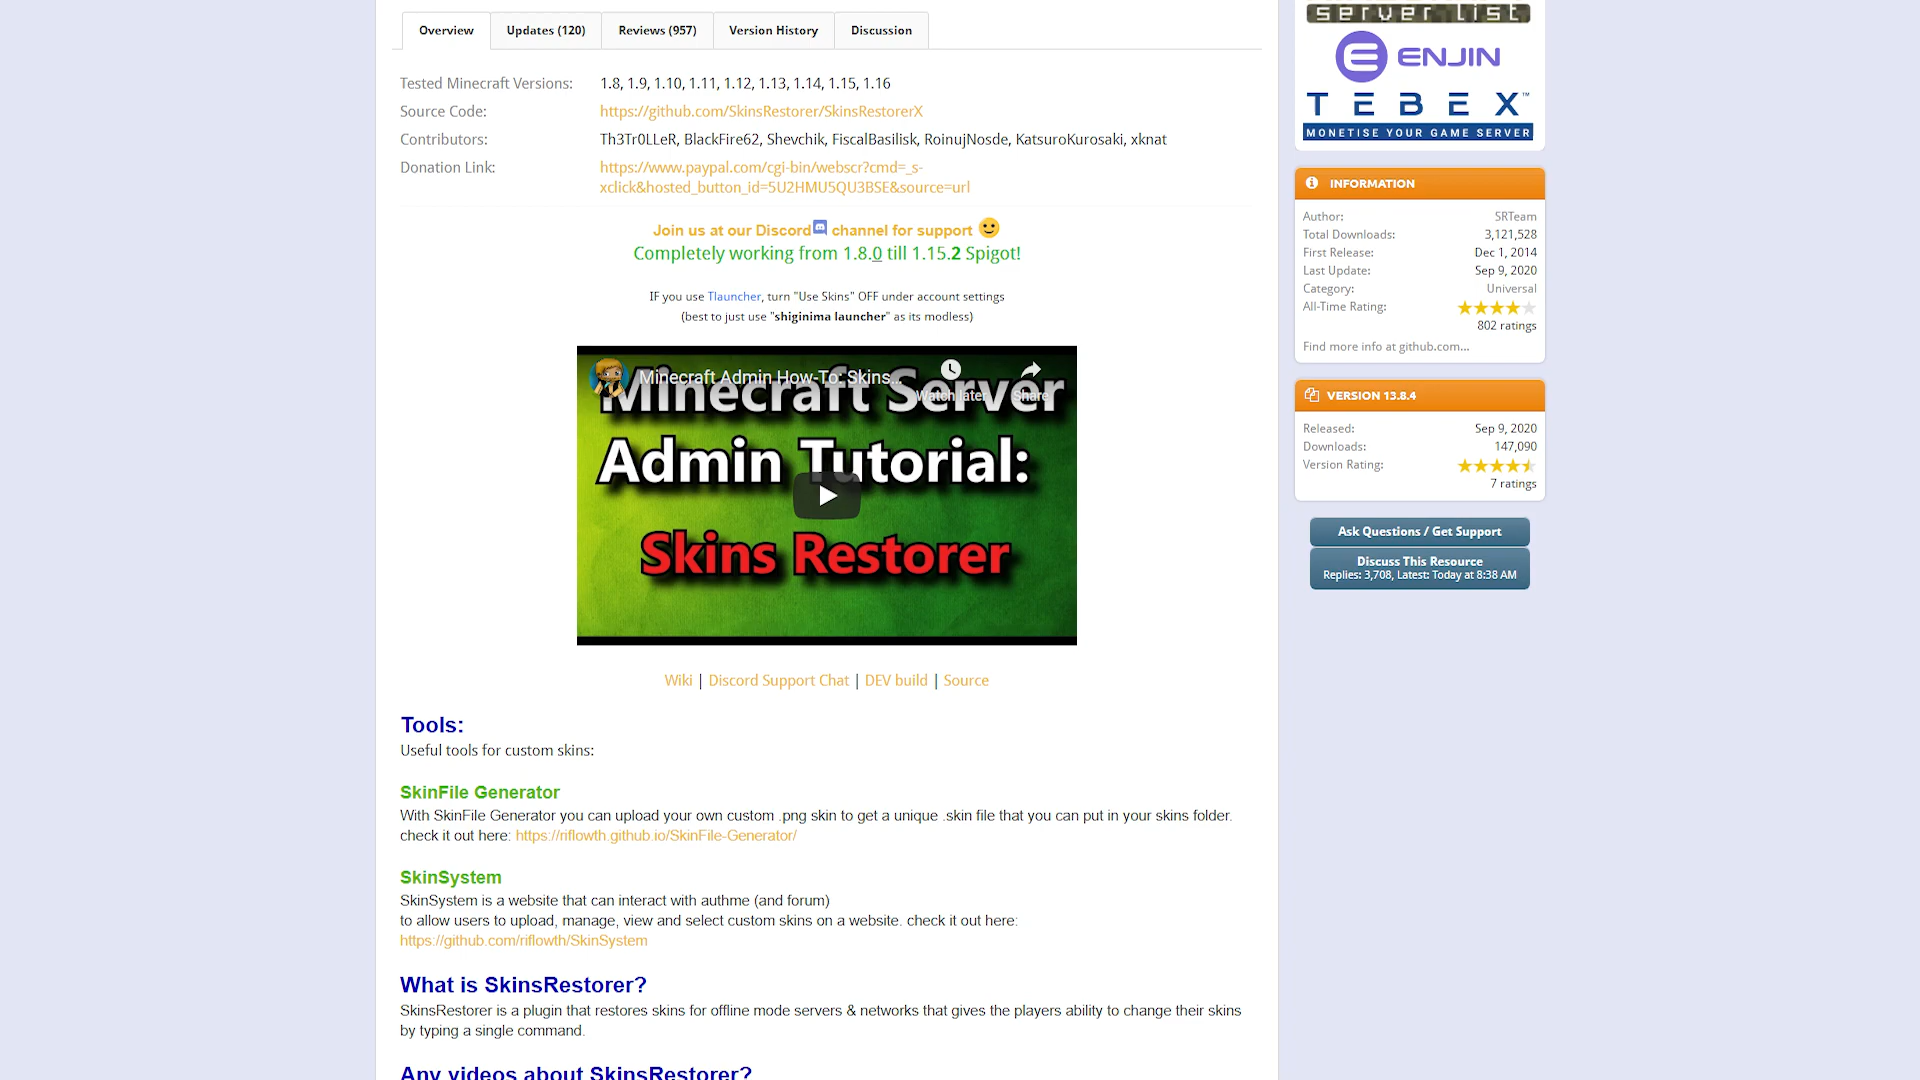 server list
ENJIN
TEBEX™
MONETISE YOUR GAME SERVER
Overview
Updates (120)
Reviews (957)
Version History
Discussion
Tested Minecraft Versions: 1.8, 1.9, 1.10, 1.11, 1.12, 1.13, 1.14, 1.15, 1.16
Source Code: https://github.com/SkinsRestorer/SkinsRestorerX
Contributors: Th3Tr0LLeR, BlackFire62, Shevchik, FiscalBasilisk, RoinujNosde, KatsuroKurosaki, xknat
Donation Link: https://www.paypal.com/cgi-bin/webscr?cmd=_s-
xclick&hosted_button_id=5U2HMU5QU3BSE&source=url
Join us at our Discord channel for support
Completely working from 1.8.0 till 1.15.2 Spigot!
IF you use Tlauncher, turn "Use Skins" OFF under account settings
(best to just use "shiginima launcher" as its modless)
Minecraft Admin How-To: Skins...
Watch later
Share
Minecraft Server
Admin Tutorial:
Skins Restorer
Wiki | Discord Support Chat | DEV build | Source
Tools:
Useful tools for custom skins:
SkinFile Generator
With SkinFile Generator you can upload your own custom .png skin to get a unique .skin file that you can put in your skins folder.
check it out here: https://riflowth.github.io/SkinFile-Generator/
SkinSystem
SkinSystem is a website that can interact with authme (and forum)
to allow users to upload, manage, view and select custom skins on a website. check it out here:
https://github.com/riflowth/SkinSystem
What is SkinsRestorer?
SkinsRestorer is a plugin that restores skins for offline mode servers & networks that gives the players ability to change their skins
by typing a single command.
Any videos about SkinsRestorer?
INFORMATION
Author: SRTeam
Total Downloads: 3,121,528
First Release: Dec 1, 2014
Last Update: Sep 9, 2020
Category: Universal
All-Time Rating:
802 ratings
Find more info at github.com...
VERSION 13.8.4
Released: Sep 9, 2020
Downloads: 147,090
Version Rating:
7 ratings
Ask Questions / Get Support
Discuss This Resource
Replies: 3,708, Latest: Today at 8:38 AM